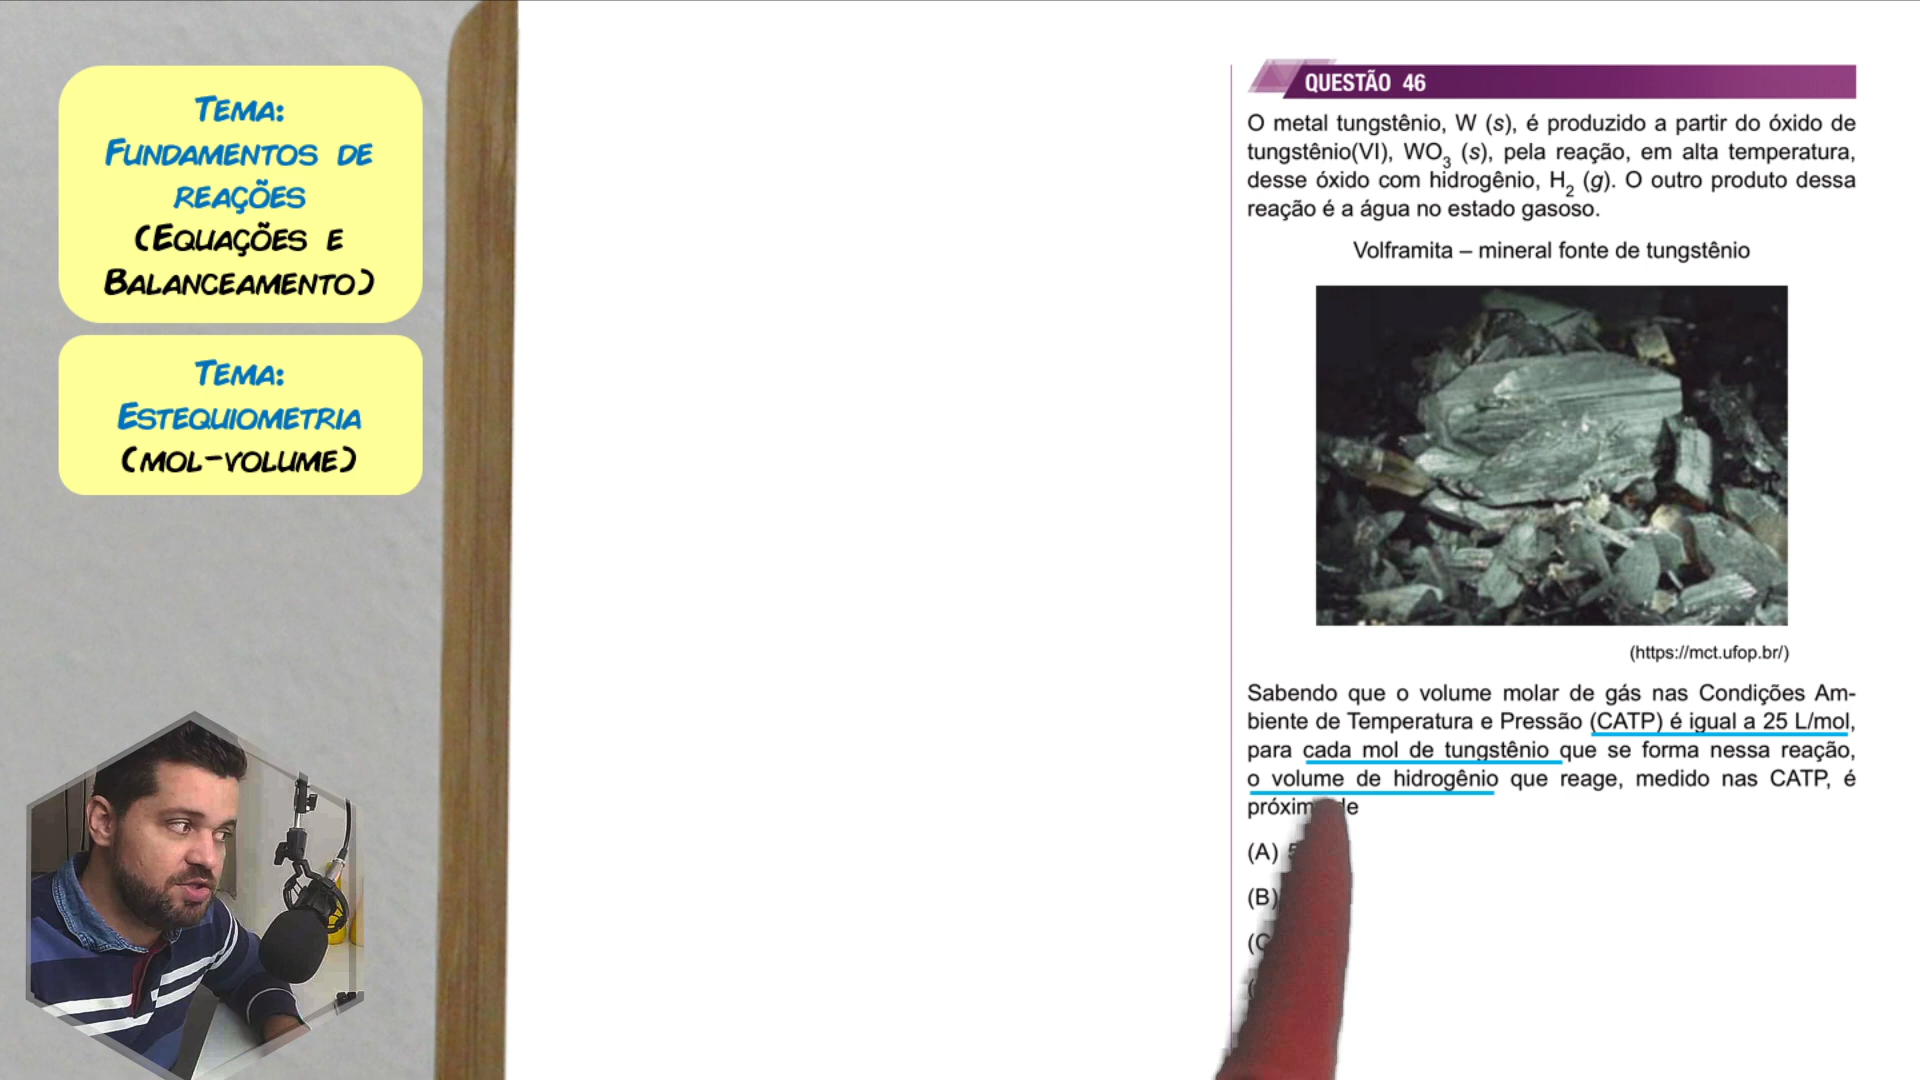 Tema:
Fundamentos de
reações
(Equações e
Balanceamento)
Tema:
Estequiometria
(mol-volume)
QUESTÃO 46
O metal tungstênio, W (s), é produzido a partir do óxido de
tungstênio(VI), WO3 (s), pela reação, em alta temperatura,
desse óxido com hidrogênio, H2 (g). O outro produto dessa
reação é a água no estado gasoso.
Volframita – mineral fonte de tungstênio
(https://mct.ufop.br/)
Sabendo que o volume molar de gás nas Condições Am-
biente de Temperatura e Pressão (CATP) é igual a 25 L/mol,
para cada mol de tungstênio que se forma nessa reação,
o volume de hidrogênio que reage, medido nas CATP, é
(A)
(B)